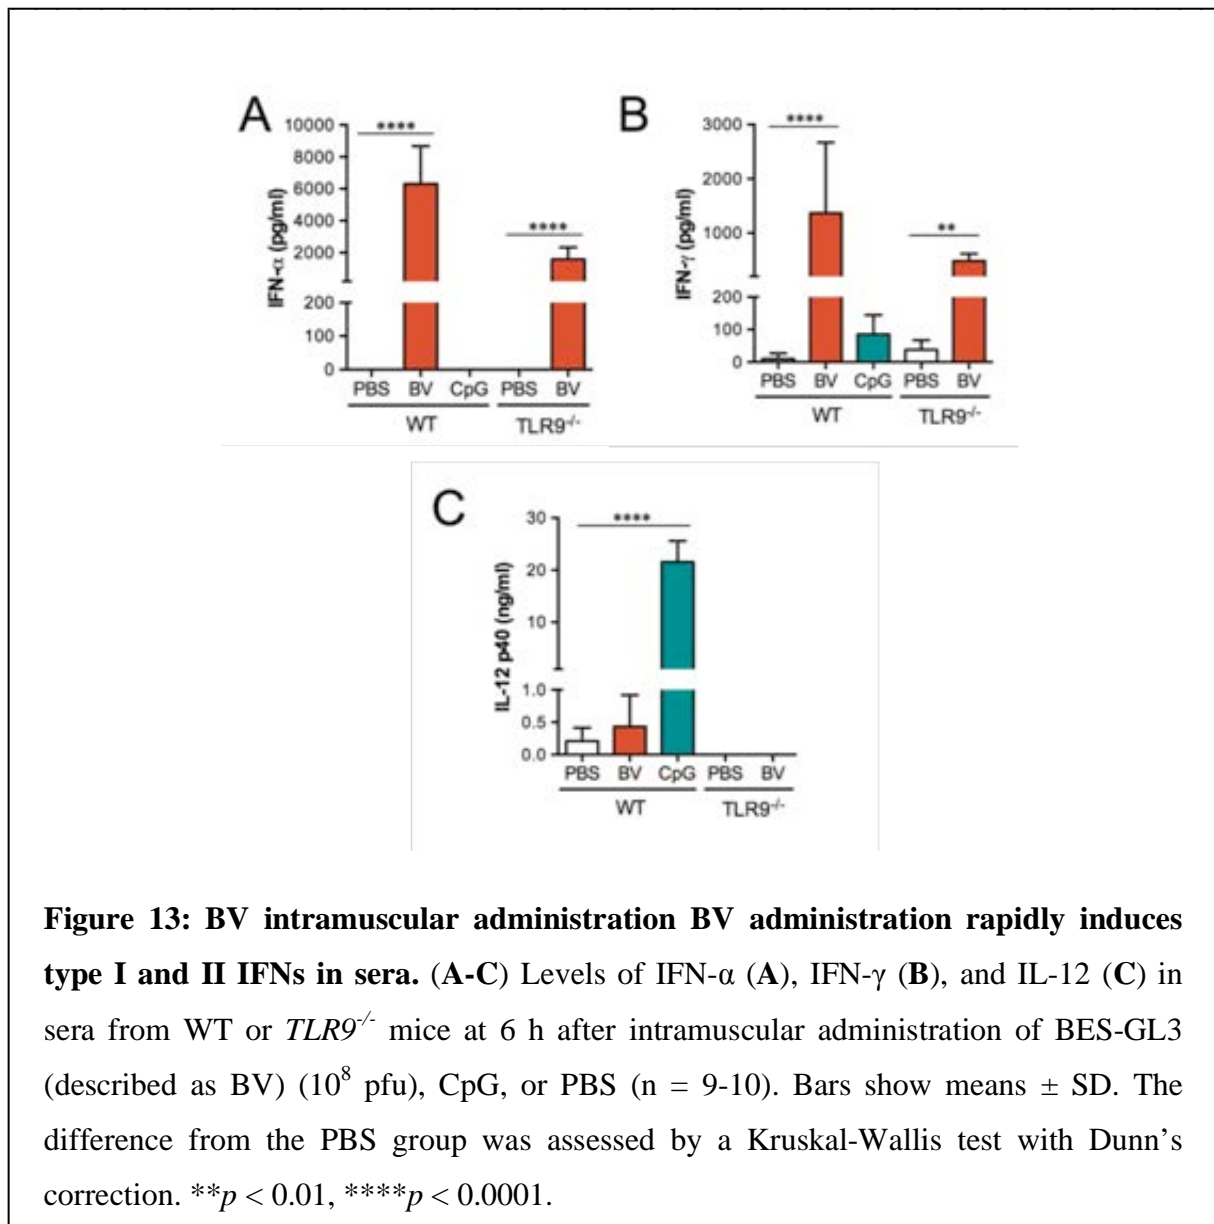 A
B
10000
8000
6000
4000
2000
200
100
0
IFN-α (pg/ml)
****
****
PBS BV CpG PBS BV
WT TLR9-/-
3000
2000
1000
200
100
0
IFN-γ (pg/ml)
****
**
PBS BV CpG PBS BV
WT TLR9-/-
C
30
20
10
1.0
0.5
0.0
IL-12 p40 (ng/ml)
****
PBS BV CpG PBS BV
WT TLR9-/-
Figure 13: BV intramuscular administration BV administration rapidly induces
type I and II IFNs in sera. (A-C) Levels of IFN-α (A), IFN-γ (B), and IL-12 (C) in
sera from WT or TLR9-/- mice at 6 h after intramuscular administration of BES-GL3
(described as BV) (10⁸ pfu), CpG, or PBS (n = 9-10). Bars show means ± SD. The
difference from the PBS group was assessed by a Kruskal-Wallis test with Dunn’s
correction. **p < 0.01, ****p < 0.0001.